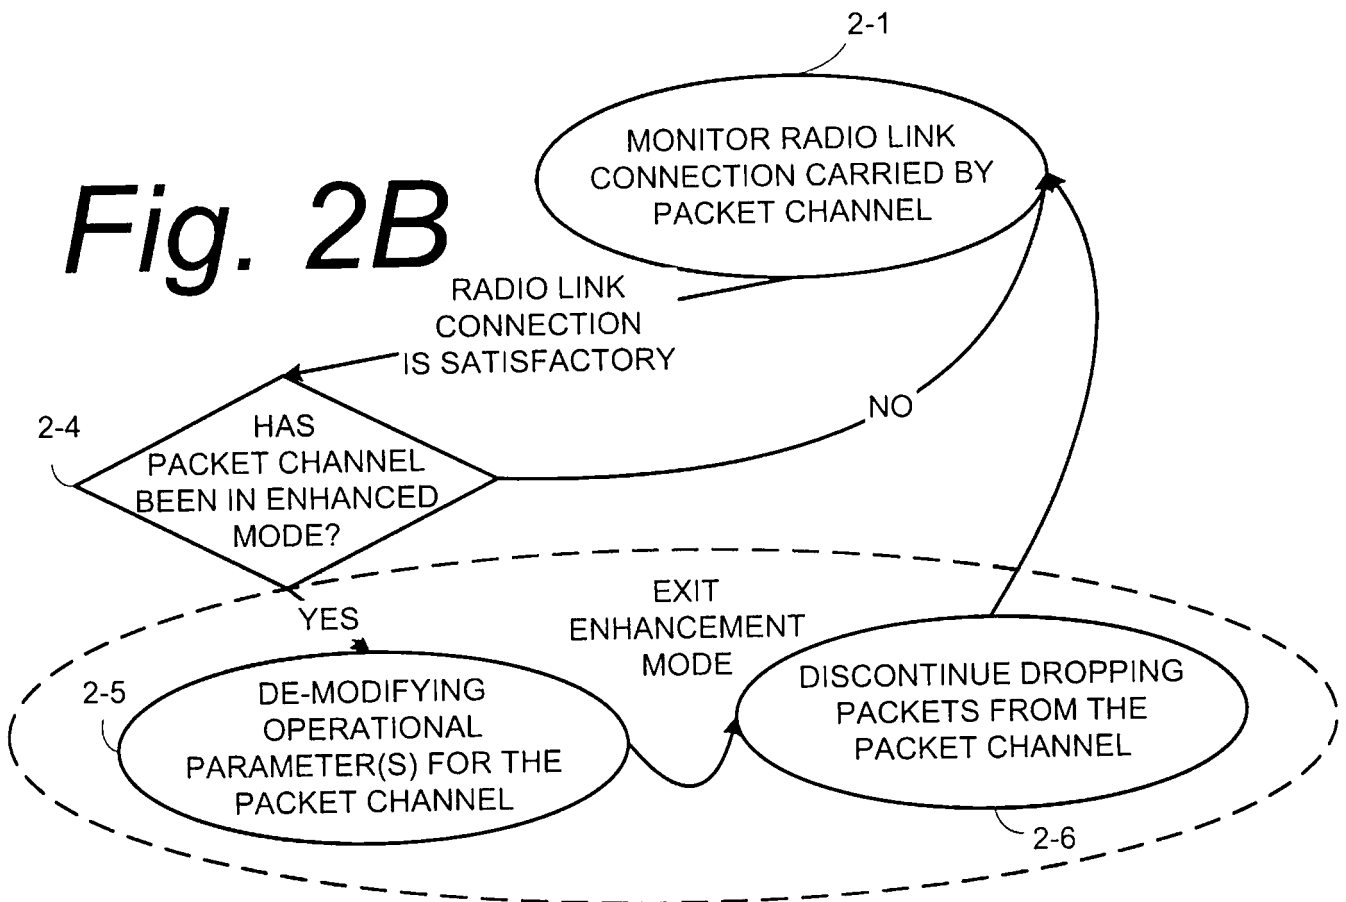 2-1
MONITOR RADIO LINK
CONNECTION CARRIED BY
PACKET CHANNEL
Fig. 2B
RADIO LINK
CONNECTION
IS SATISFACTORY
2-4
HAS
PACKET CHANNEL
BEEN IN ENHANCED
MODE?
NO
YES
EXIT
ENHANCEMENT
MODE
2-5
DE-MODIFYING
OPERATIONAL
PARAMETER(S) FOR THE
PACKET CHANNEL
DISCONTINUE DROPPING
PACKETS FROM THE
PACKET CHANNEL
2-6